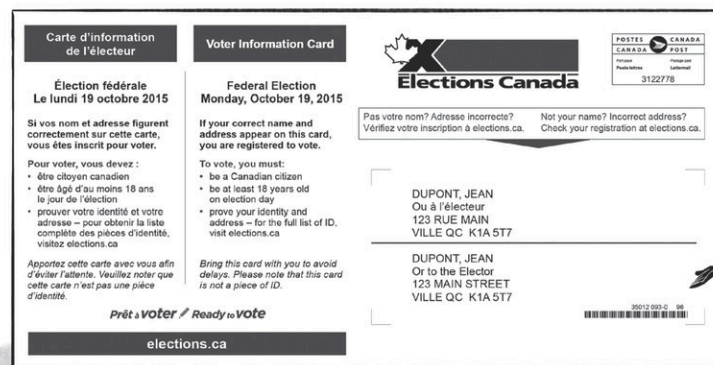 Carte d'information
de l'électeur
Élection fédérale
Le lundi 19 octobre 2015
Si vos nom et adresse figurent
correctement sur cette carte,
vous êtes inscrit pour voter.
Pour voter, vous devez :
• être citoyen canadien
• être âgé d'au moins 18 ans
le jour de l'élection
• prouver votre identité et votre
adresse – pour obtenir la liste
complète des pièces d'identité,
visitez elections.ca
Apportez cette carte avec vous afin
d'éviter l'attente. Veuillez noter que
cette carte n'est pas une pièce
d'identité.
Voter Information Card
Federal Election
Monday, October 19, 2015
If your correct name and
address appear on this card,
you are registered to vote.
To vote, you must:
• be a Canadian citizen
• be at least 18 years old
on election day
• prove your identity and
address – for the full list of ID,
visit elections.ca
Bring this card with you to avoid
delays. Please note that this card
is not a piece of ID.
Prêt à voter Ready to vote
elections.ca
Elections Canada
POSTES CANADA
CANADA POST
Port payé Postage paid
Poste-lettres Lettermail
3122778
Pas votre nom? Adresse incorrecte?
Vérifiez votre inscription à elections.ca.
Not your name? Incorrect address?
Check your registration at elections.ca.
DUPONT, JEAN
Ou à l'électeur
123 RUE MAIN
VILLE QC K1A 5T7
DUPONT, JEAN
Or to the Elector
123 MAIN STREET
VILLE QC K1A 5T7
35012 093-0 96